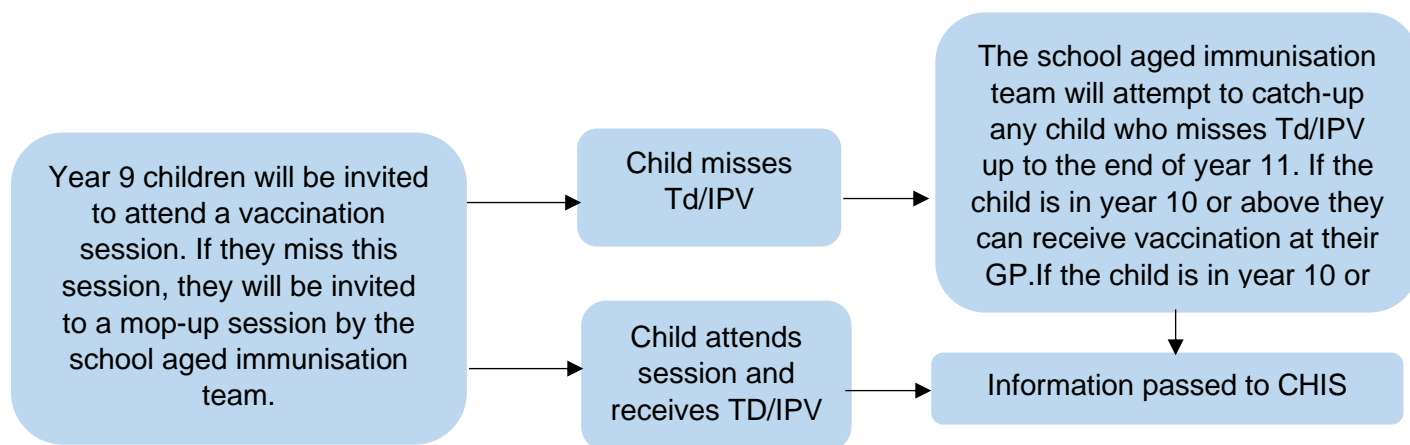 Year 9 children will be invited
to attend a vaccination
session. If they miss this
session, they will be invited
to a mop-up session by the
school aged immunisation
team.
Child misses
Td/IPV
The school aged immunisation
team will attempt to catch-up
any child who misses Td/IPV
up to the end of year 11. If the
child is in year 10 or above they
can receive vaccination at their
GP.If the child is in year 10 or
Child attends
session and
receives TD/IPV
Information passed to CHIS